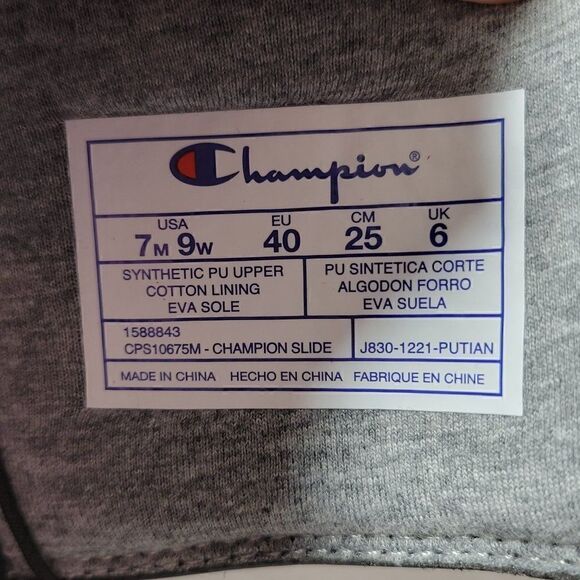 Champion®
USA EU CM UK
7M 9W 40 25 6
SYNTHETIC PU UPPER
COTTON LINING
EVA SOLE
PU SINTETICA CORTE
ALGODON FORRO
EVA SUELA
1588843
CPS10675M - CHAMPION SLIDE
J830-1221-PUTIAN
MADE IN CHINA HECHO EN CHINA FABRIQUE EN CHINE